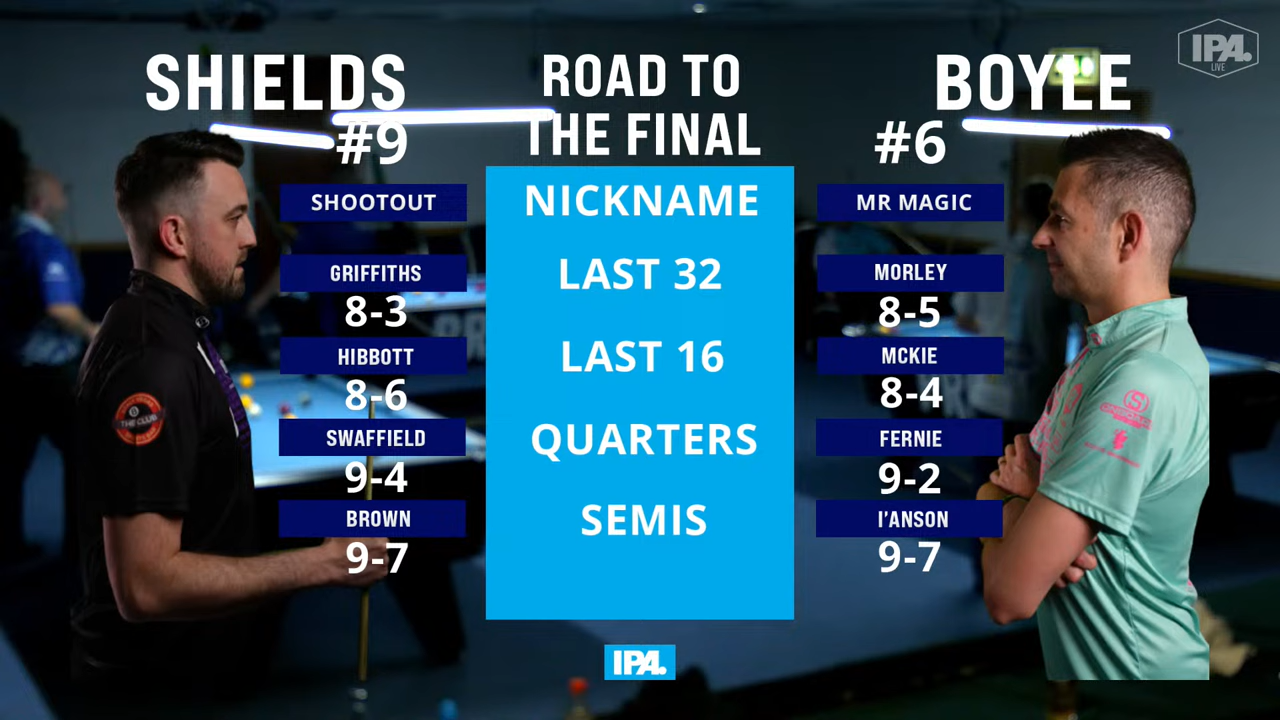 SHIELDS
#9
ROAD TO
THE FINAL
BOYLE
#6
IPA.
LIVE
SHOOTOUT
NICKNAME
MR MAGIC
GRIFFITHS
8-3
LAST 32
MORLEY
8-5
HIBBOTT
8-6
LAST 16
MCKIE
8-4
SWAFFIELD
9-4
QUARTERS
FERNIE
9-2
BROWN
9-7
SEMIS
I'ANSON
9-7
THE CLUB
IPA.